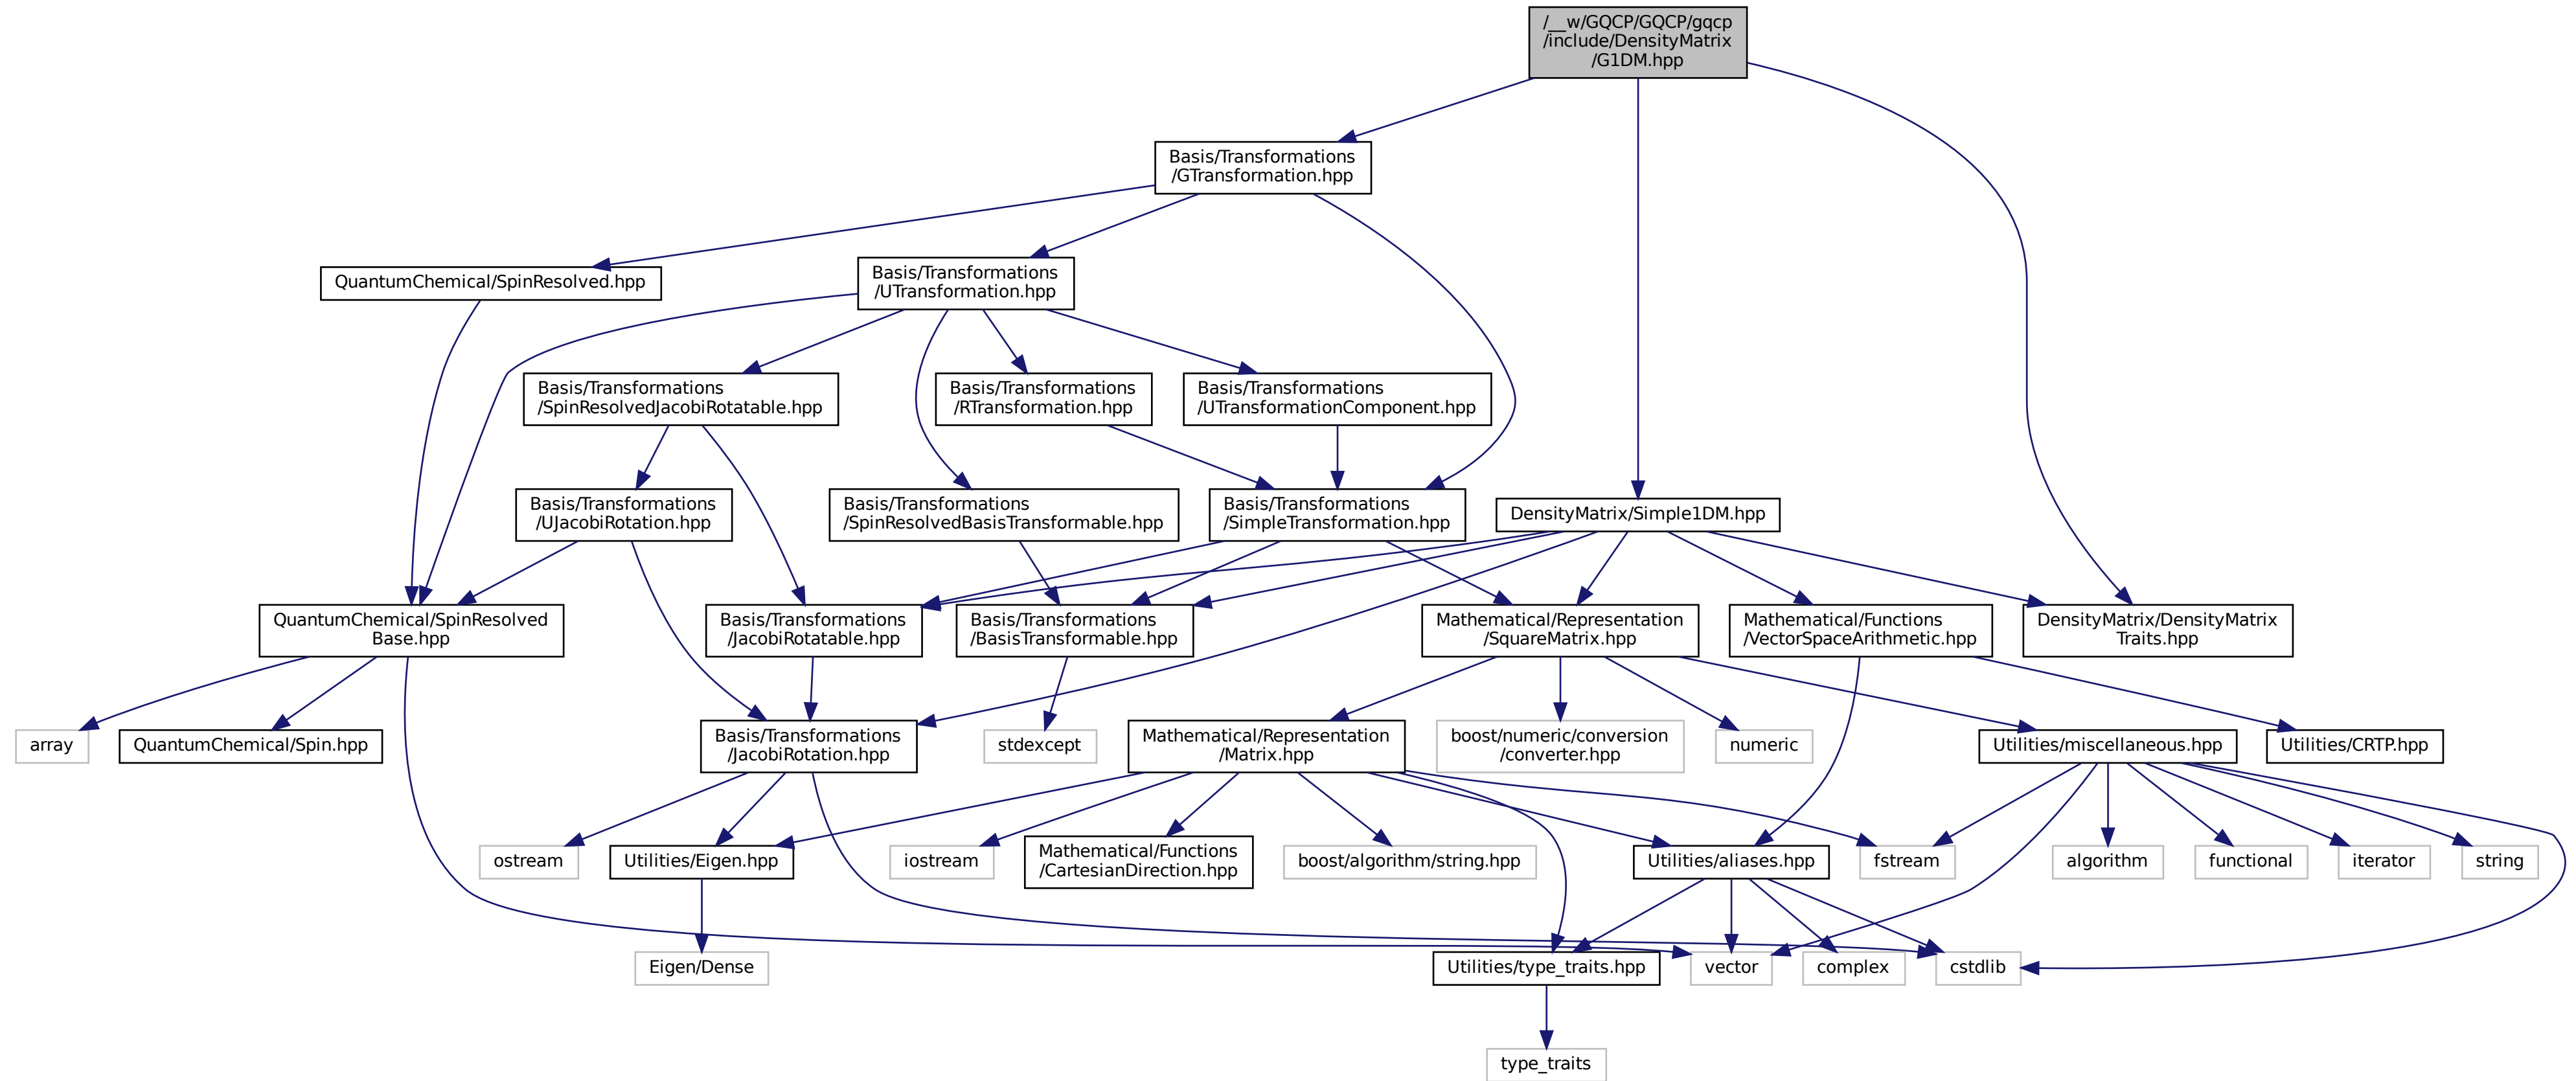 /__w/GQCP/GQCP/gqcp
/include/DensityMatrix
/G1DM.hpp
Basis/Transformations
/GTransformation.hpp
QuantumChemical/SpinResolved.hpp
Basis/Transformations
/UTransformation.hpp
Basis/Transformations
/SpinResolvedJacobiRotatable.hpp
Basis/Transformations
/RTransformation.hpp
Basis/Transformations
/UTransformationComponent.hpp
Basis/Transformations
/UJacobiRotation.hpp
Basis/Transformations
/SpinResolvedBasisTransformable.hpp
Basis/Transformations
/SimpleTransformation.hpp
DensityMatrix/Simple1DM.hpp
QuantumChemical/SpinResolved
Base.hpp
Basis/Transformations
/JacobiRotatable.hpp
Basis/Transformations
/BasisTransformable.hpp
Mathematical/Representation
/SquareMatrix.hpp
Mathematical/Functions
/VectorSpaceArithmetic.hpp
DensityMatrix/DensityMatrix
Traits.hpp
array
QuantumChemical/Spin.hpp
Basis/Transformations
/JacobiRotation.hpp
stdexcept
Mathematical/Representation
/Matrix.hpp
boost/numeric/conversion
/converter.hpp
numeric
Utilities/miscellaneous.hpp
Utilities/CRTP.hpp
ostream
Utilities/Eigen.hpp
iostream
Mathematical/Functions
/CartesianDirection.hpp
boost/algorithm/string.hpp
Utilities/aliases.hpp
fstream
algorithm
functional
iterator
string
Eigen/Dense
Utilities/type_traits.hpp
vector
complex
cstdlib
type_traits